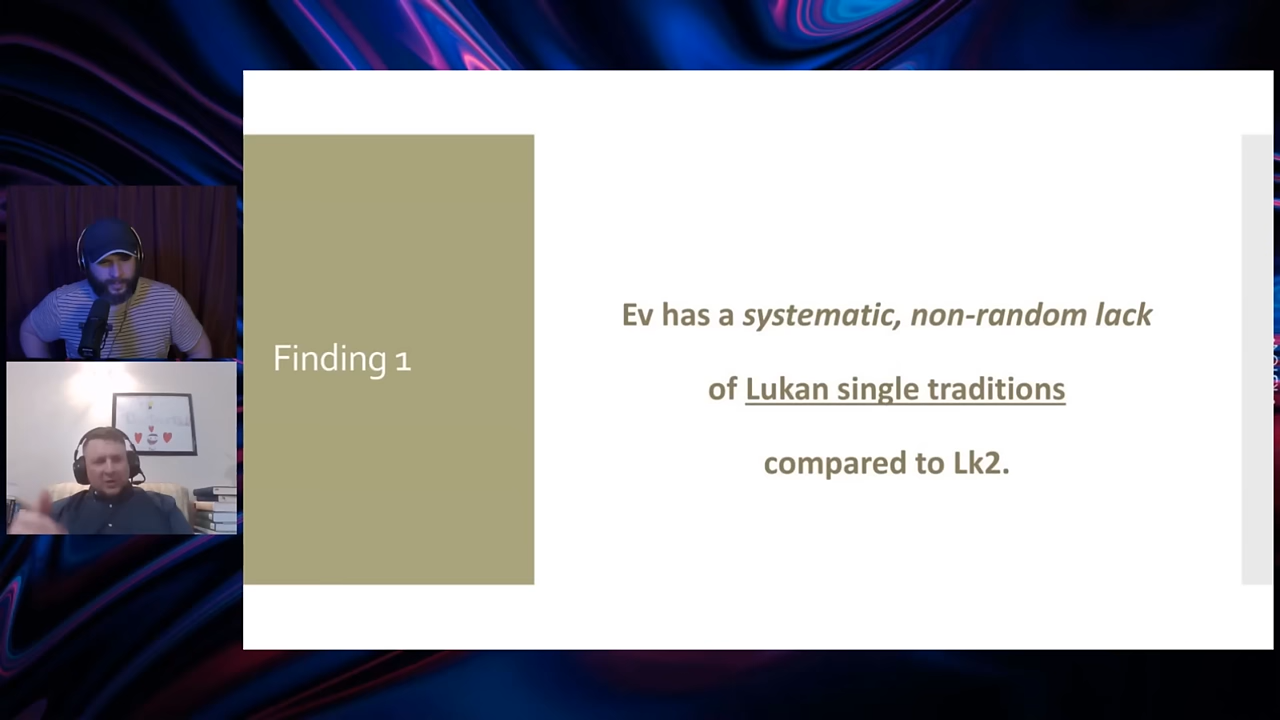 Finding 1
Ev has a systematic, non-random lack
of Lukan single traditions
compared to Lk2.